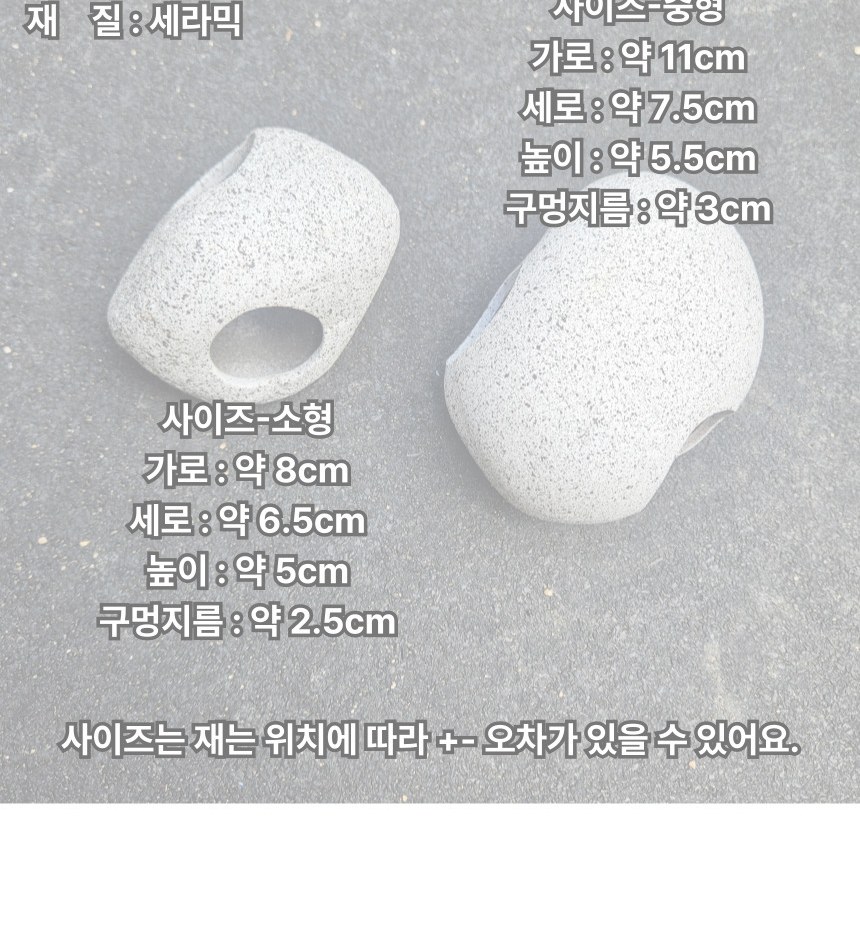 재 질 : 세라믹
사이즈-중형
가로 : 약 11cm
세로 : 약 7.5cm
높이 : 약 5.5cm
구멍지름 : 약 3cm
사이즈-소형
가로 : 약 8cm
세로 : 약 6.5cm
높이 : 약 5cm
구멍지름 : 약 2.5cm
사이즈는 재는 위치에 따라 +- 오차가 있을 수 있어요.